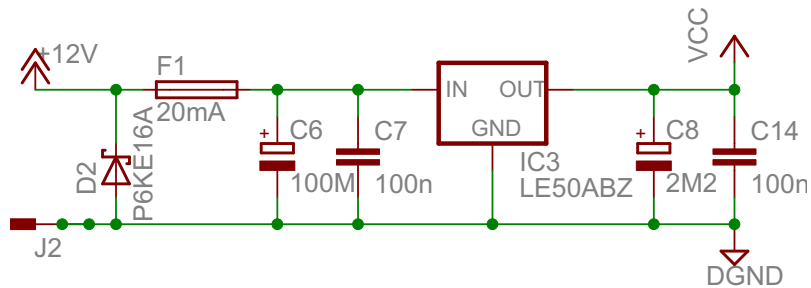 +12V
F1
20mA
D2
P6KE16A
J2
C6
100M
C7
100n
IN
OUT
GND
IC3
LE50ABZ
VCC
C8
2M2
C14
100n
DGND